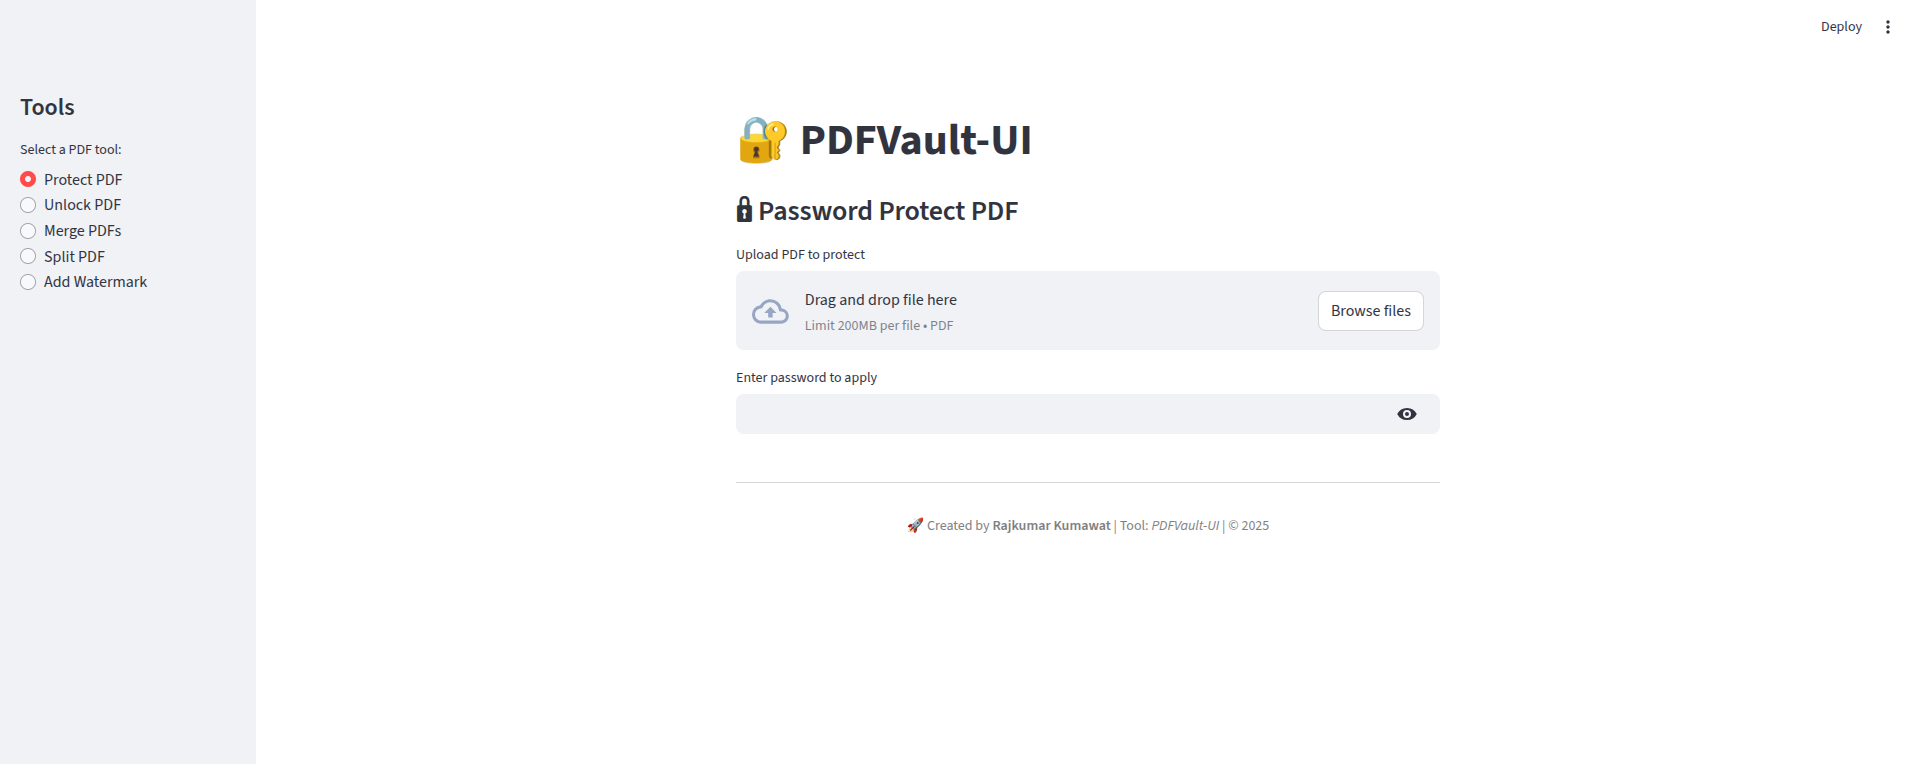 Deploy
Tools
Select a PDF tool:
Protect PDF
Unlock PDF
Merge PDFs
Split PDF
Add Watermark
🔐 PDFVault-UI
🔒 Password Protect PDF
Upload PDF to protect
Drag and drop file here
Limit 200MB per file • PDF
Browse files
Enter password to apply
🚀 Created by Rajkumar Kumawat | Tool: PDFVault-UI | © 2025